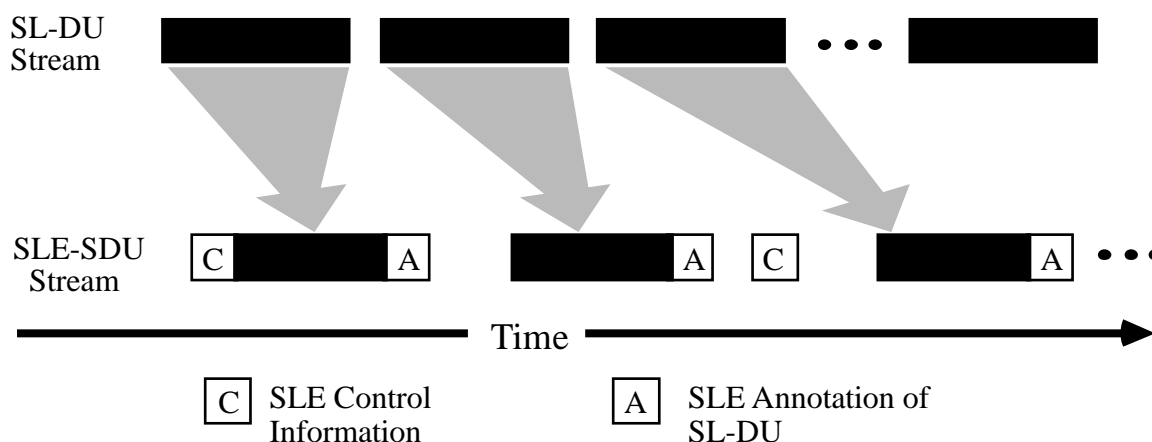 SL-DU
Stream
SLE-SDU
Stream
C
A
A
C
A
Time
C
SLE Control
Information
A
SLE Annotation of
SL-DU